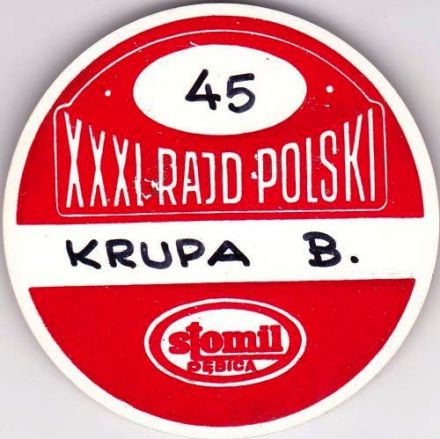 45
XXXI RAJD POLSKI
KRUPA B.
stomil
DĘBICA